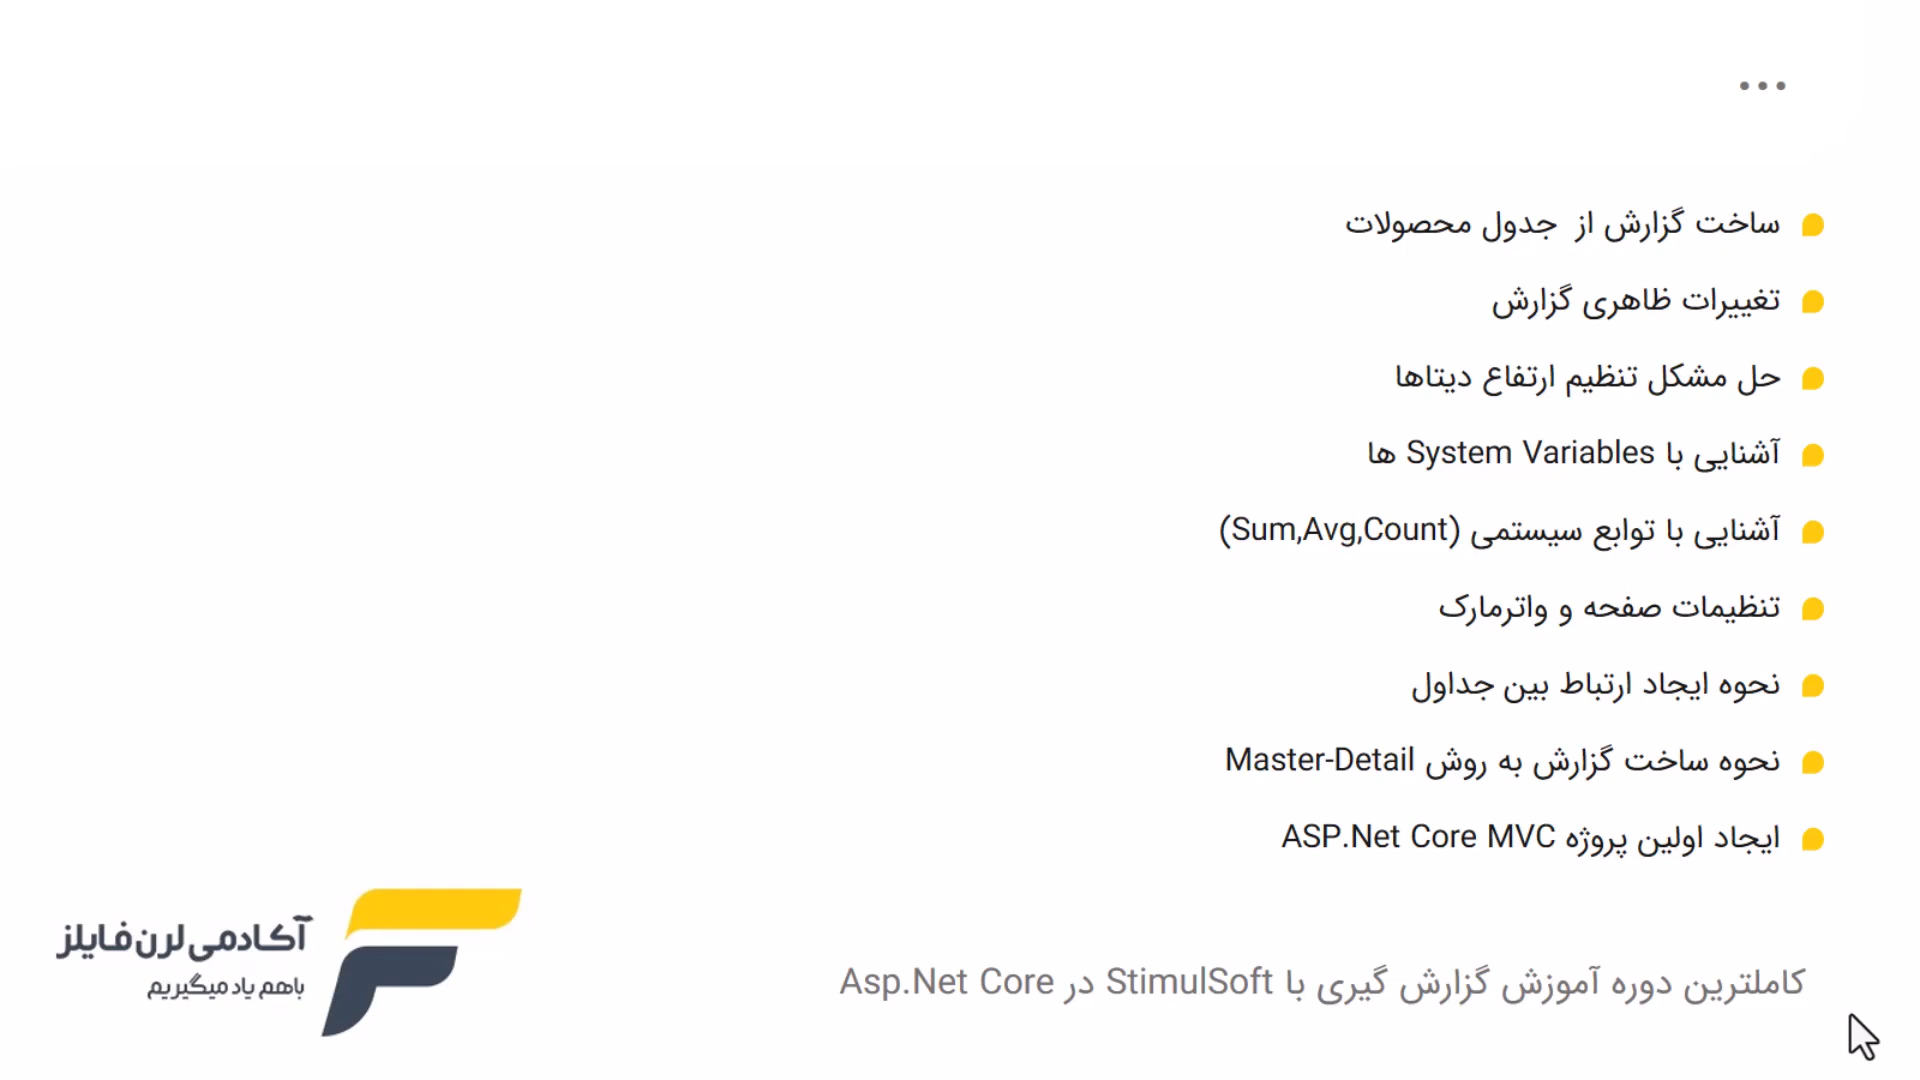 ...
ساخت گزارش از جدول محصولات
تغییرات ظاهری گزارش
حل مشکل تنظیم ارتفاع دیتاها
آشنایی با System Variables ها
آشنایی با توابع سیستمی (Sum,Avg,Count)
تنظیمات صفحه و واترمارک
نحوه ایجاد ارتباط بین جداول
نحوه ساخت گزارش به روش Master-Detail
ایجاد اولین پروژه ASP.Net Core MVC
آکادمی لرن فایلز
باهم یاد میگیریم
کاملترین دوره آموزش گزارش گیری با StimulSoft در Asp.Net Core